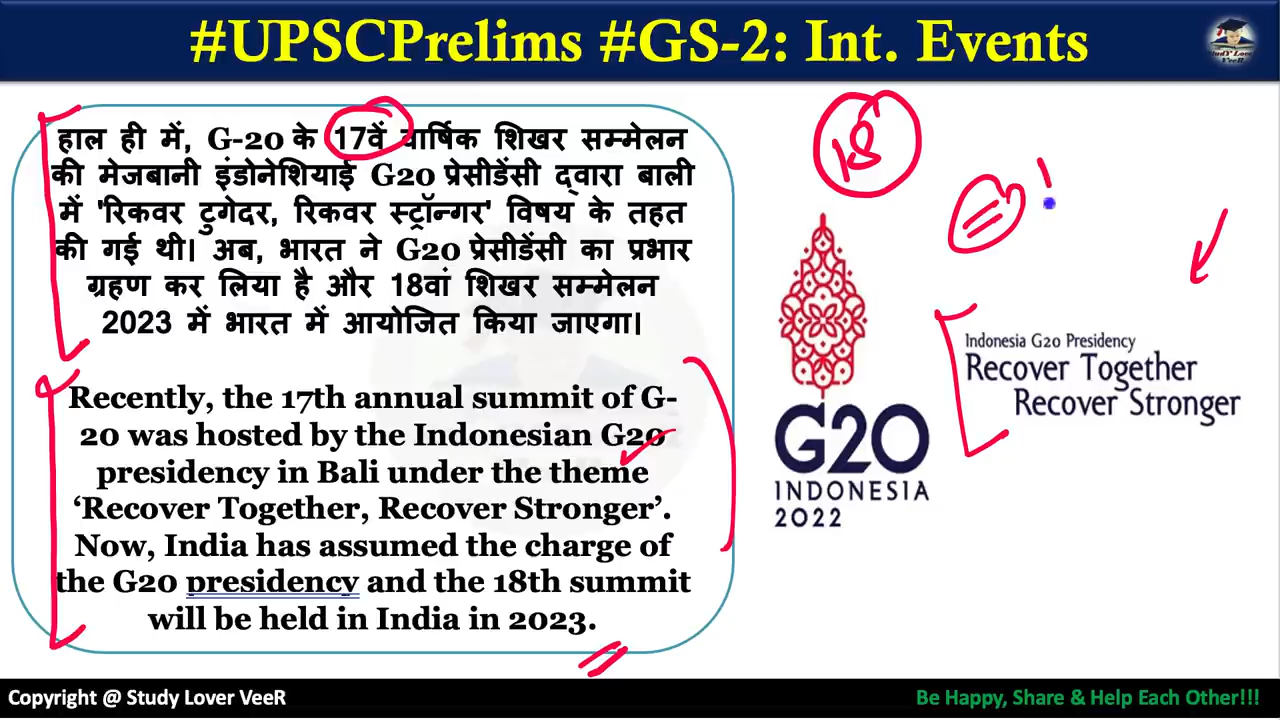 #UPSCPrelims #GS-2: Int. Events
StudY Lover
VeeR
हाल ही में, G-20 के 17वें वार्षिक शिखर सम्मेलन
की मेजबानी इंडोनेशियाई G20 प्रेसीडेंसी द्वारा बाली
में 'रिकवर टुगेदर, रिकवर स्ट्रॉन्गर' विषय के तहत
की गई थी। अब, भारत ने G20 प्रेसीडेंसी का प्रभार
ग्रहण कर लिया है और 18वां शिखर सम्मेलन
2023 में भारत में आयोजित किया जाएगा।
Recently, the 17th annual summit of G-
20 was hosted by the Indonesian G20
presidency in Bali under the theme
‘Recover Together, Recover Stronger’.
Now, India has assumed the charge of
the G20 presidency and the 18th summit
will be held in India in 2023.
18
G20
INDONESIA
2022
Indonesia G20 Presidency
Recover Together
Recover Stronger
Copyright @ Study Lover VeeR
Be Happy, Share & Help Each Other!!!